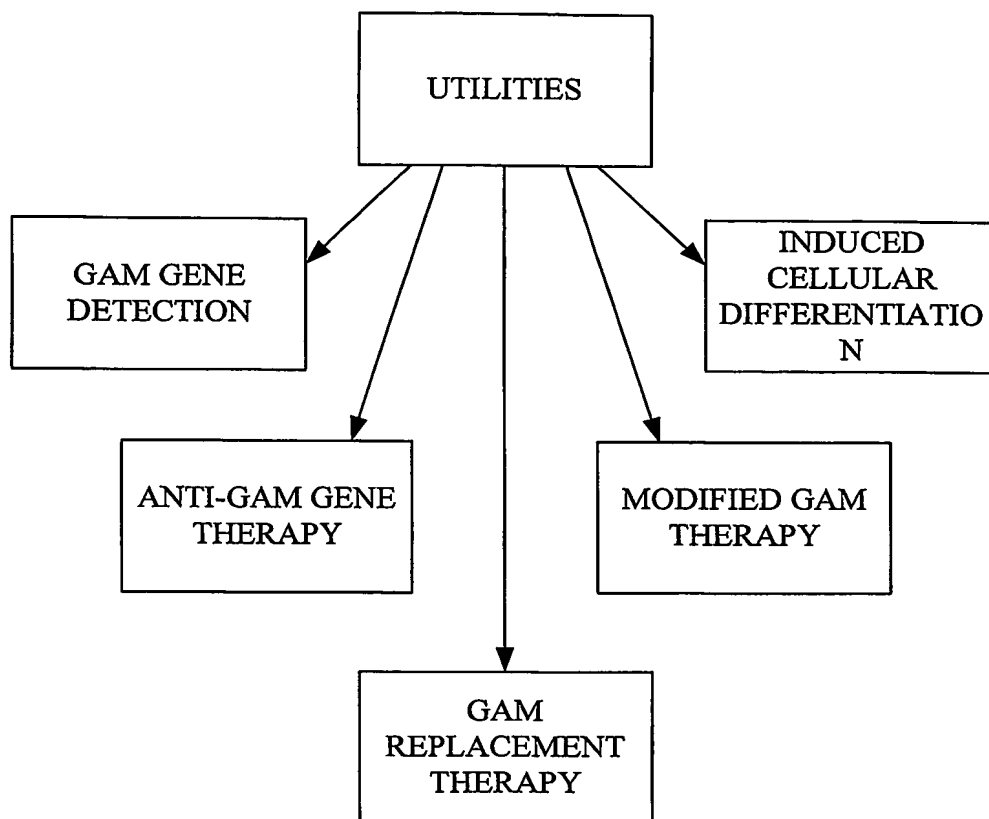 UTILITIES
GAM GENE
DETECTION
INDUCED
CELLULAR
DIFFERENTIATIO
N
ANTI-GAM GENE
THERAPY
MODIFIED GAM
THERAPY
GAM
REPLACEMENT
THERAPY